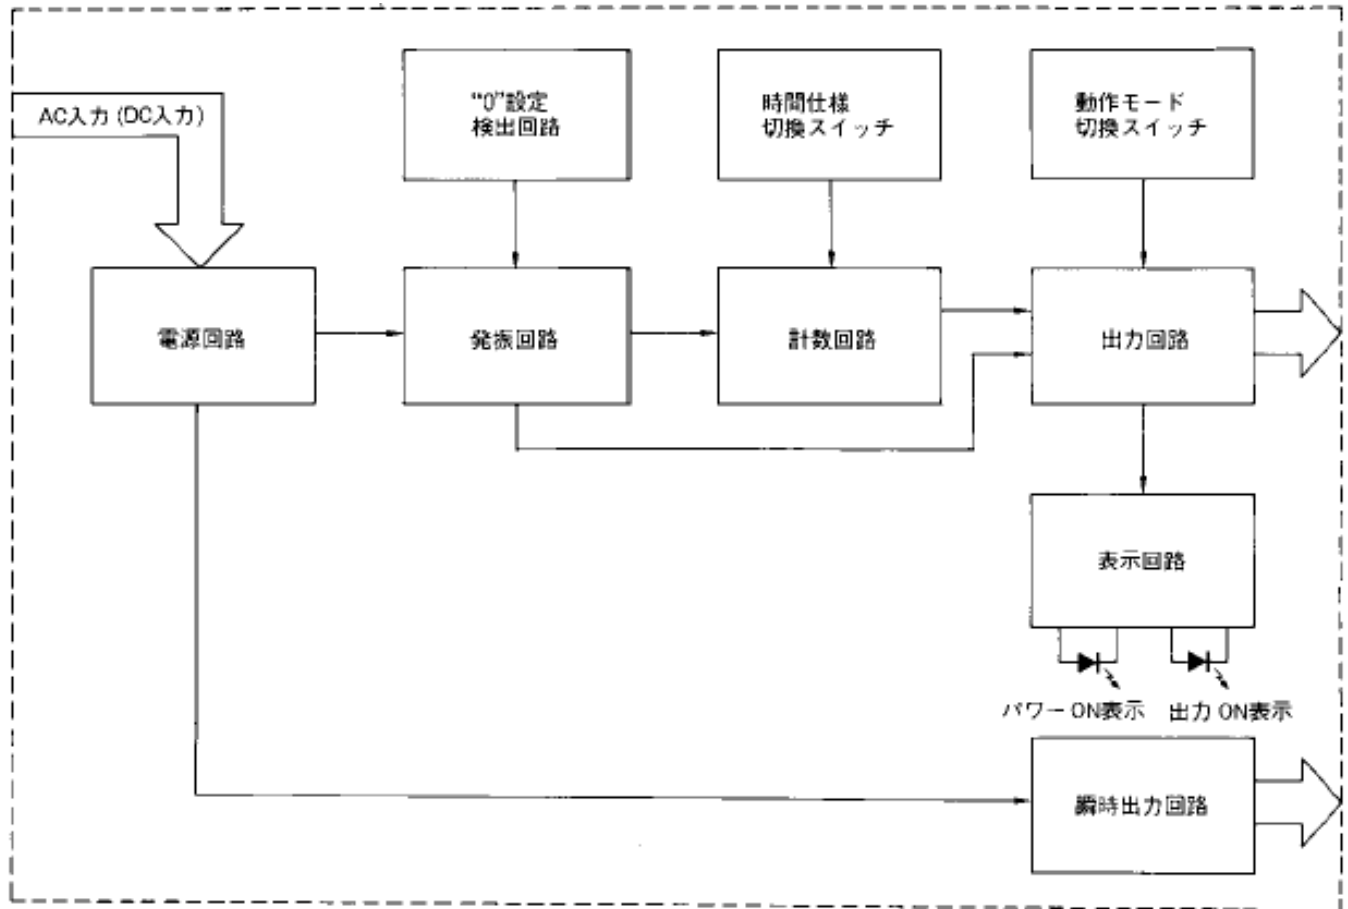 AC入力 (DC入力)
“0”設定
検出回路
時間仕様
切換スイッチ
動作モード
切換スイッチ
電源回路
発振回路
計数回路
出力回路
表示回路
パワー ON表示
出力 ON表示
瞬時出力回路